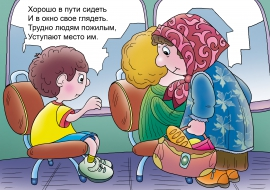 Хорошо в пути сидеть
И в окно свое глядеть.
Трудно людям пожилым,
Уступают место им.